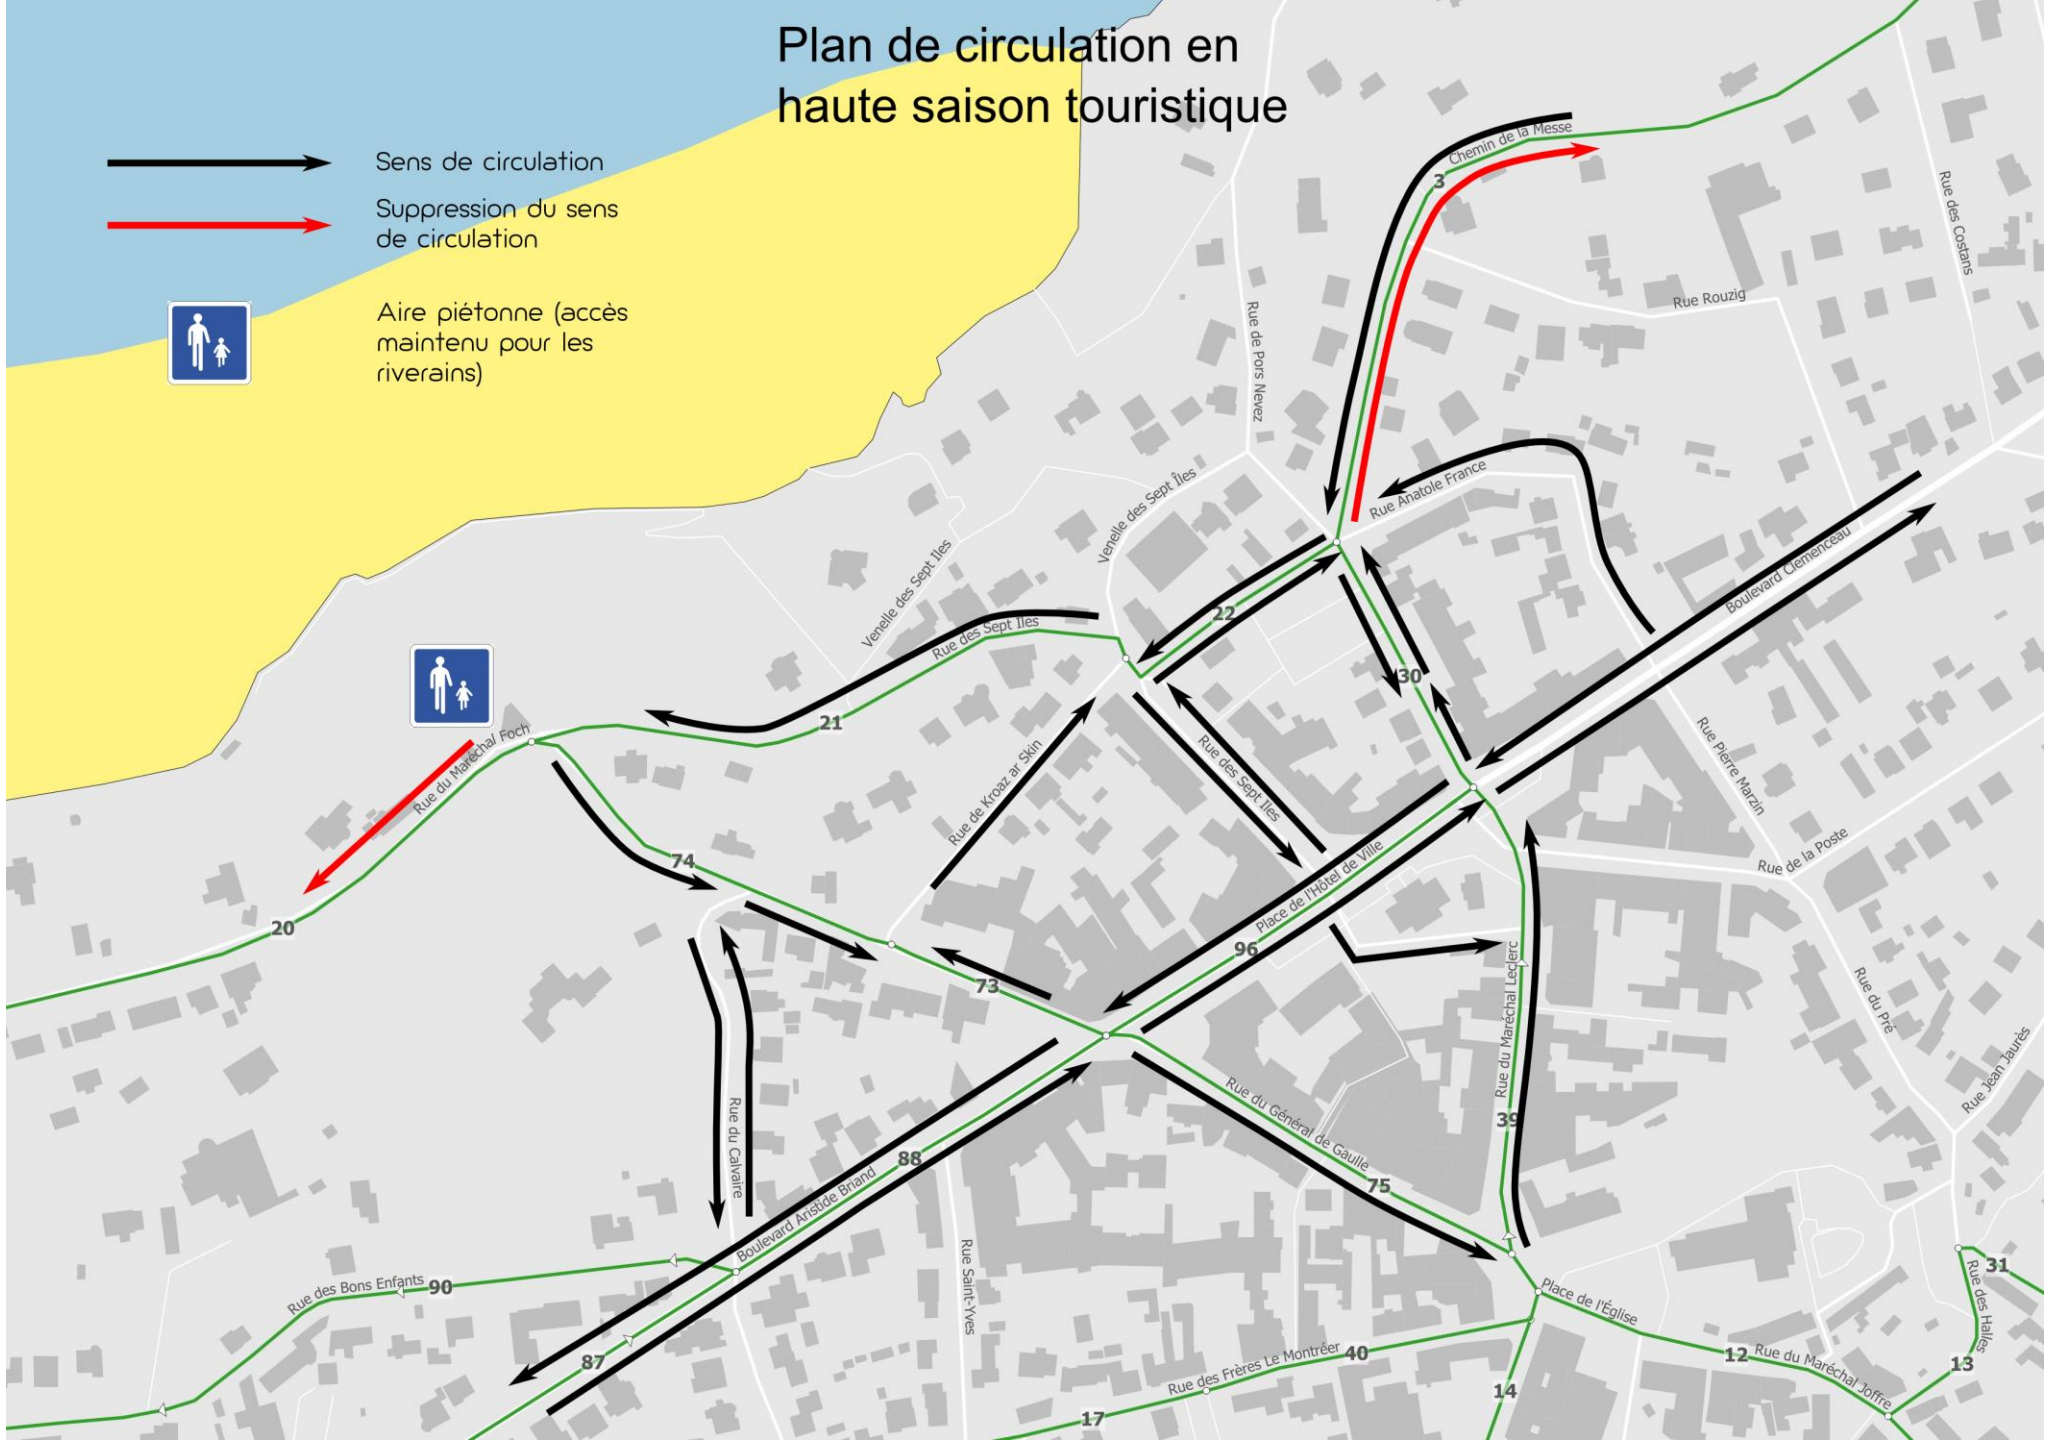 Plan de circulation en
haute saison touristique
Sens de circulation
Suppression du sens
de circulation
Aire piétonne (accès
maintenu pour les
riverains)
Chemin de la Messe
3
Rue des Costans
Rue Rouzig
Rue de Pors Nevez
Rue Anatole France
Venelle des Sept Îles
Boulevard Clemenceau
Venelle des Sept Iles
22
Rue des Sept Iles
30
21
Rue du Maréchal Foch
Rue des Sept Iles
Rue Pierre Marzin
Rue de Kroaz ar Skin
74
Rue de la Poste
Place de l'Hôtel de Ville
20
96
73
Rue du Maréchal Leclerc
Rue du Pré
Rue Jean Jaurès
Rue du Calvaire
Rue du Général de Gaulle
39
88
75
Boulevard Aristide Briand
Rue Saint-Yves
Rue des Bons Enfants
90
31
Place de l'Église
Rue des Halles
87
Rue des Frères Le Montréer
40
12
Rue du Maréchal Joffre
13
14
17